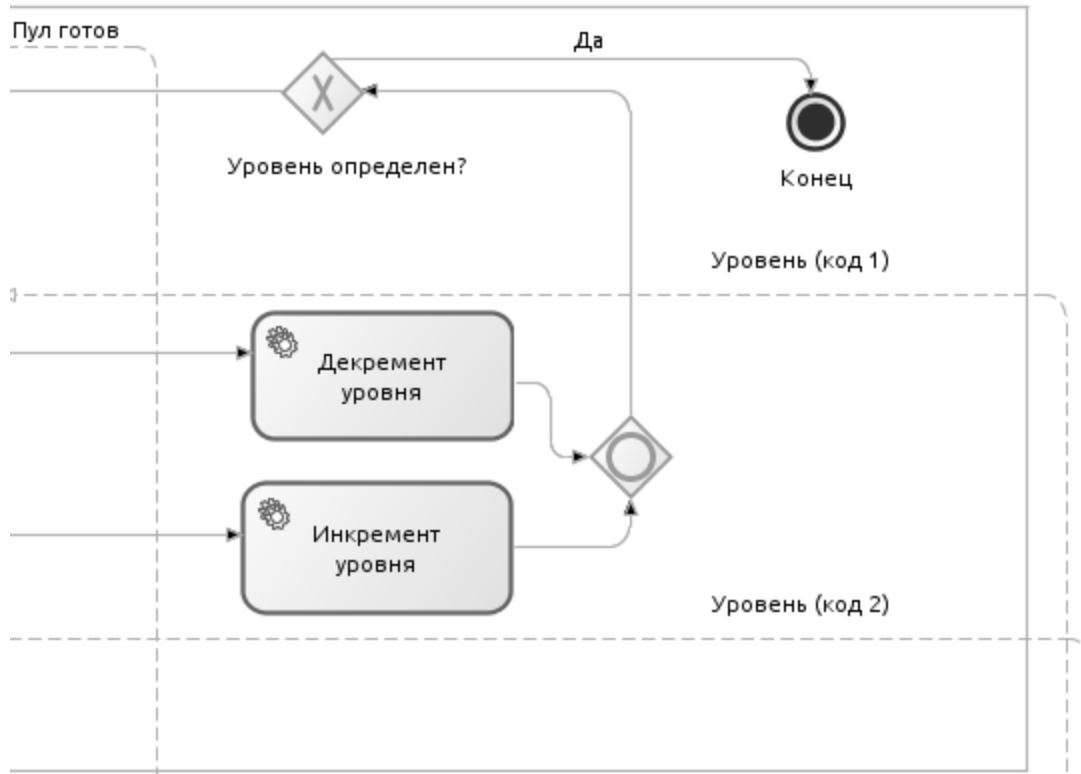 Пул готов
Да
Уровень определен?
Конец
Уровень (код 1)
Декремент
уровня
Инкремент
уровня
Уровень (код 2)